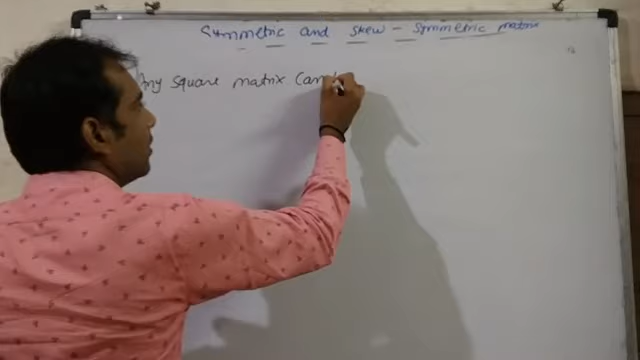 Symmetric and skew - symmetric matrix
Any square matrix Can